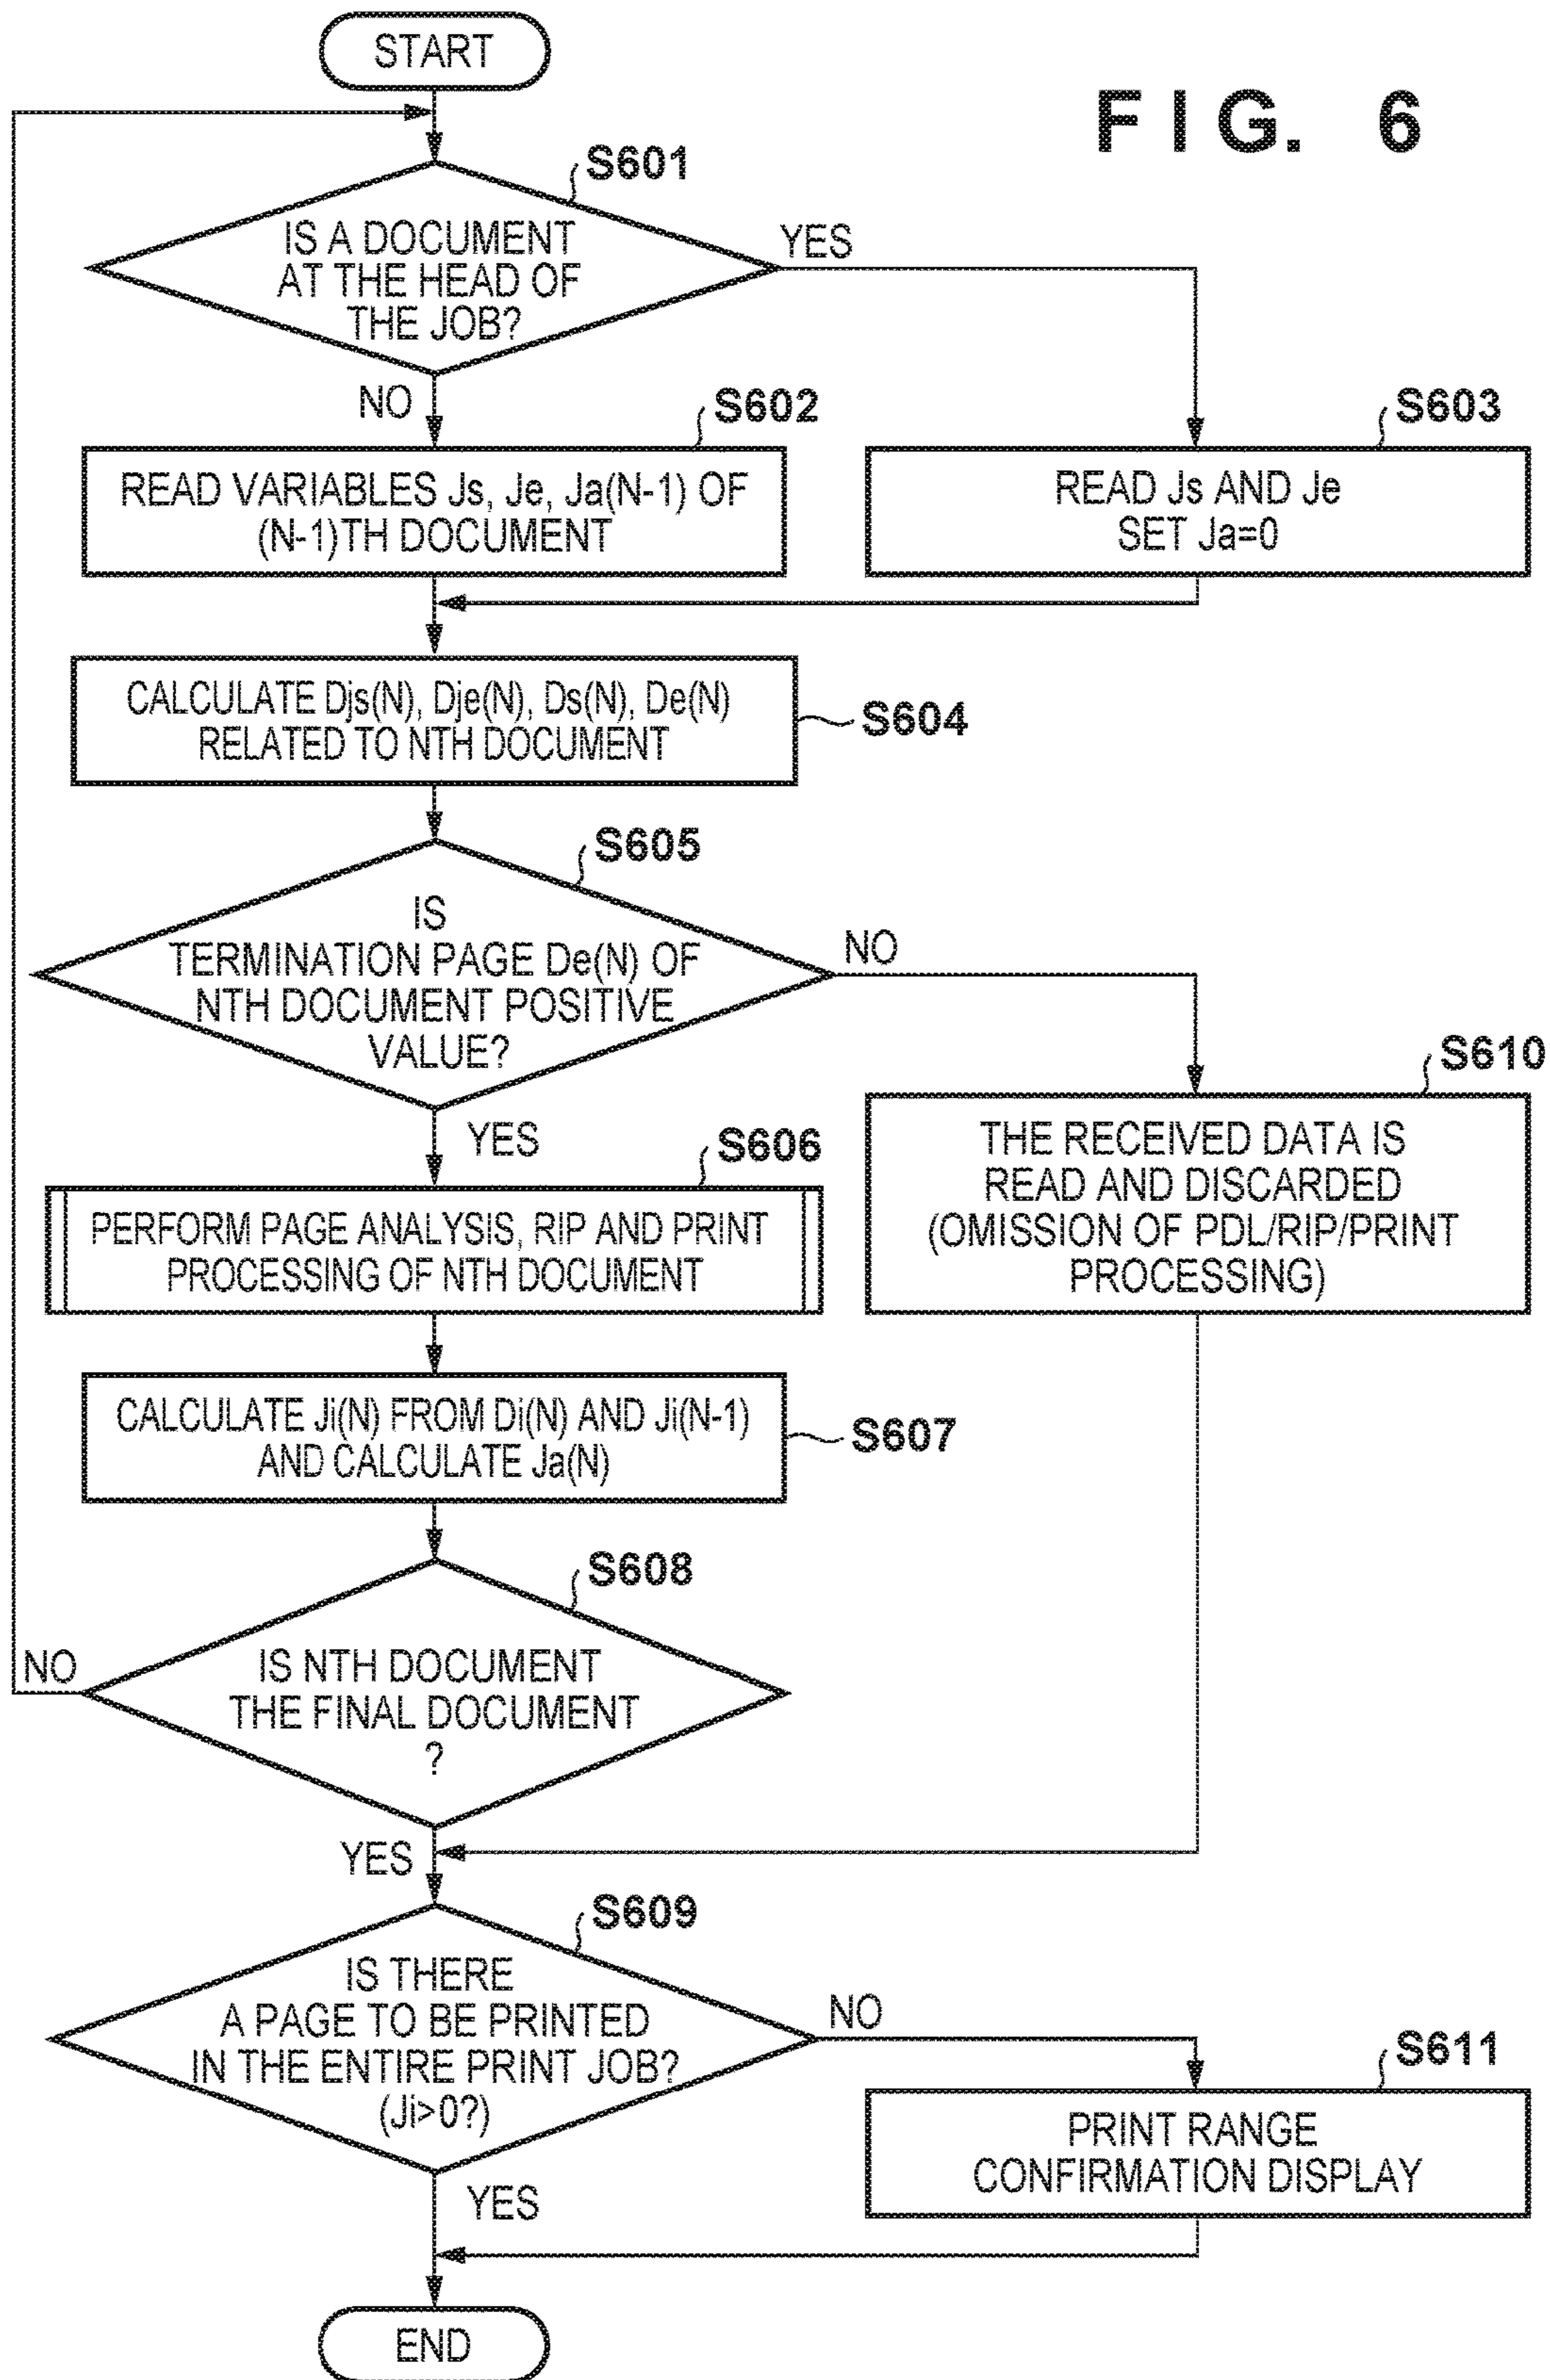 START
FIG. 6
S601
IS A DOCUMENT
AT THE HEAD OF
THE JOB?
YES
NO
S602
READ VARIABLES Js, Je, Ja(N-1) OF
(N-1)TH DOCUMENT
S603
READ Js AND Je
SET Ja=0
CALCULATE Djs(N), Dje(N), Ds(N), De(N)
RELATED TO NTH DOCUMENT
S604
S605
IS
TERMINATION PAGE De(N) OF
NTH DOCUMENT POSITIVE
VALUE?
NO
YES
S610
THE RECEIVED DATA IS
READ AND DISCARDED
(OMISSION OF PDL/RIP/PRINT
PROCESSING)
S606
PERFORM PAGE ANALYSIS, RIP AND PRINT
PROCESSING OF NTH DOCUMENT
CALCULATE Ji(N) FROM Di(N) AND Ji(N-1)
AND CALCULATE Ja(N)
S607
S608
NO
IS NTH DOCUMENT
THE FINAL DOCUMENT
?
YES
S609
IS THERE
A PAGE TO BE PRINTED
IN THE ENTIRE PRINT JOB?
(Ji>0?)
NO
YES
S611
PRINT RANGE
CONFIRMATION DISPLAY
END